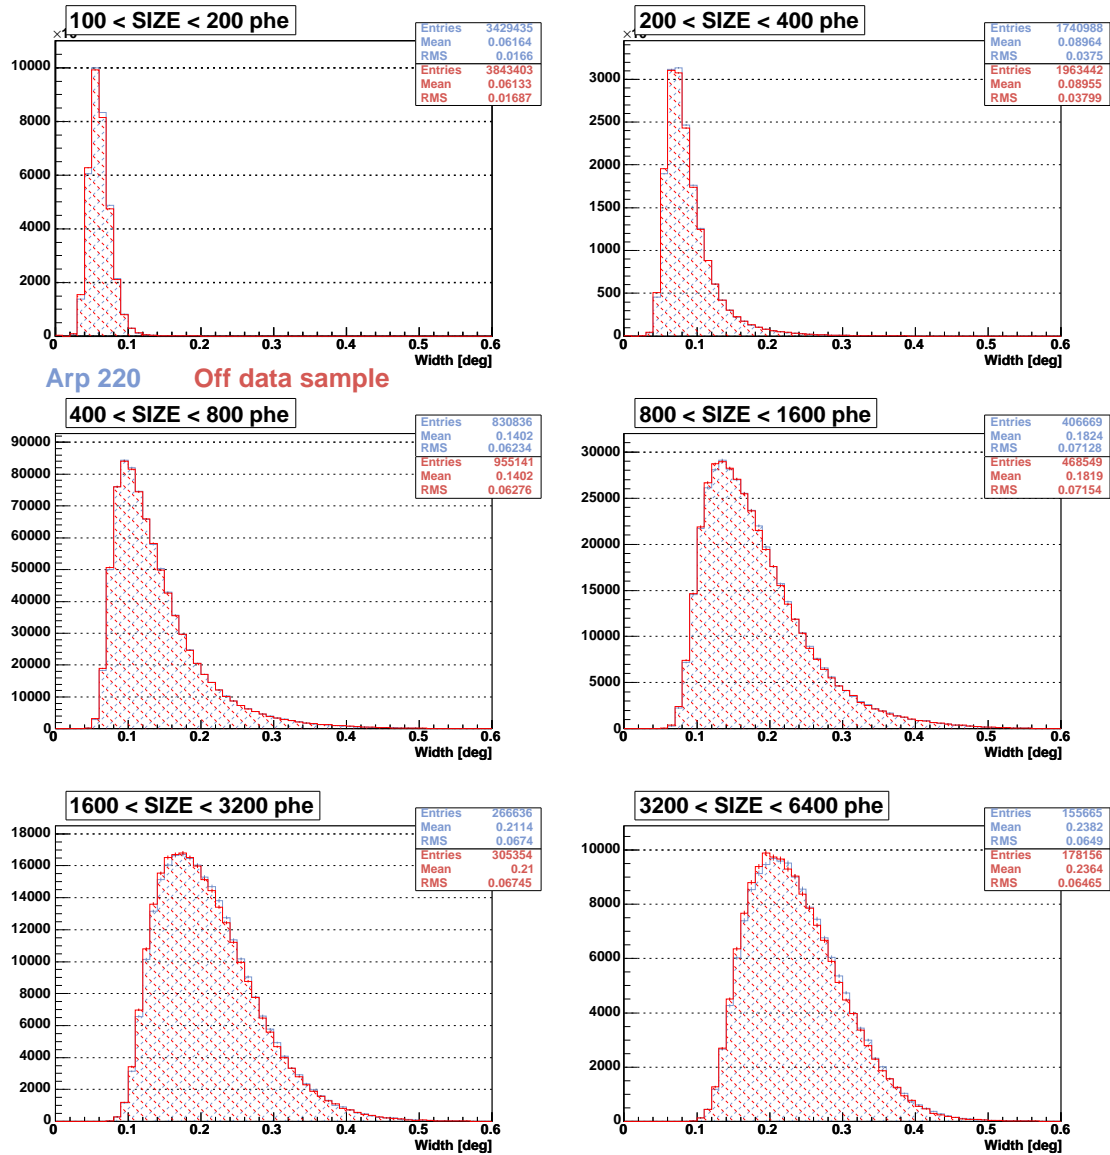 100 < SIZE < 200 phe
Entries 3429435
Mean 0.06164
RMS 0.0166
Entries 3843403
Mean 0.06133
RMS 0.01687
10000
8000
6000
4000
2000
0
0 0.1 0.2 0.3 0.4 0.5 0.6
Width [deg]
200 < SIZE < 400 phe
Entries 1740988
Mean 0.08964
RMS 0.0375
Entries 1963442
Mean 0.08955
RMS 0.03799
3000
2500
2000
1500
1000
500
0
0 0.1 0.2 0.3 0.4 0.5 0.6
Width [deg]
Arp 220 Off data sample
400 < SIZE < 800 phe
Entries 830836
Mean 0.1402
RMS 0.06234
Entries 955141
Mean 0.1402
RMS 0.06276
90000
80000
70000
60000
50000
40000
30000
20000
10000
0
0 0.1 0.2 0.3 0.4 0.5 0.6
Width [deg]
800 < SIZE < 1600 phe
Entries 406669
Mean 0.1824
RMS 0.07128
Entries 468549
Mean 0.1819
RMS 0.07154
30000
25000
20000
15000
10000
5000
0
0 0.1 0.2 0.3 0.4 0.5 0.6
Width [deg]
1600 < SIZE < 3200 phe
Entries 266636
Mean 0.2114
RMS 0.0674
Entries 305354
Mean 0.21
RMS 0.06745
18000
16000
14000
12000
10000
8000
6000
4000
2000
0
0 0.1 0.2 0.3 0.4 0.5 0.6
Width [deg]
3200 < SIZE < 6400 phe
Entries 155665
Mean 0.2382
RMS 0.0649
Entries 178156
Mean 0.2364
RMS 0.06465
10000
8000
6000
4000
2000
0
0 0.1 0.2 0.3 0.4 0.5 0.6
Width [deg]